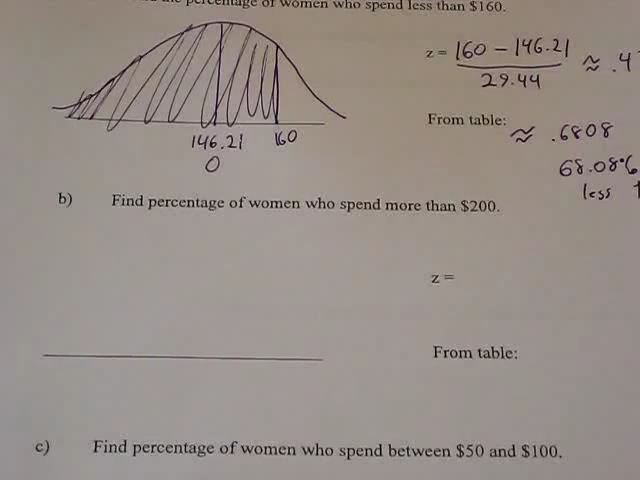 the percentage of women who spend less than $160.
z = 160 − 146.21 / 29.44 ≈ .4
From table: ≈ .6808
68.08%
less
146.21 160
0
b) Find percentage of women who spend more than $200.
z =
From table:
c) Find percentage of women who spend between $50 and $100.